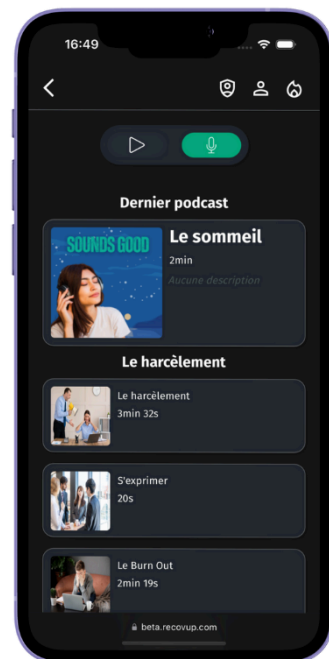 16:49
Dernier podcast
SOUNDS GOOD
Le sommeil
2min
Aucune description
Le harcèlement
Le harcèlement
3min 32s
S'exprimer
20s
Le Burn Out
2min 19s
beta.recovup.com